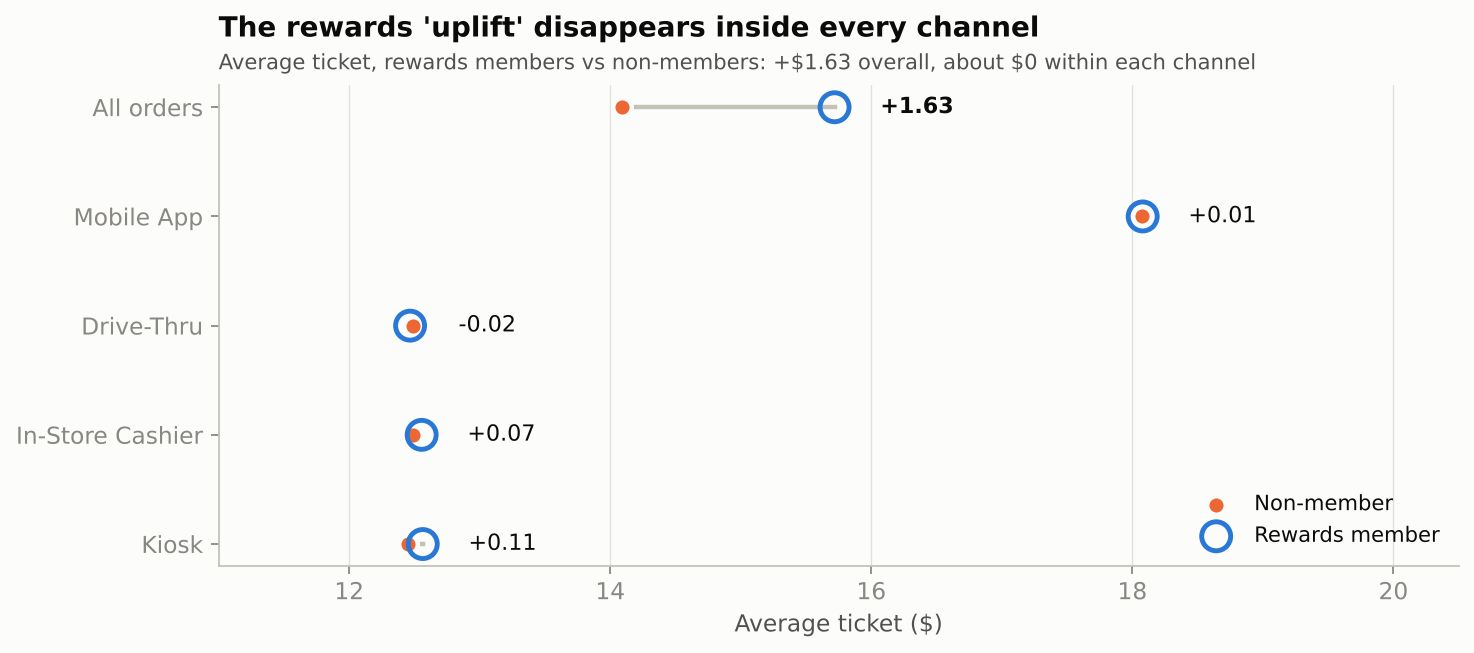 The rewards 'uplift' disappears inside every channel
Average ticket, rewards members vs non-members: +$1.63 overall, about $0 within each channel
All orders
+1.63
Mobile App
+0.01
Drive-Thru
-0.02
In-Store Cashier
+0.07
Kiosk
+0.11
Non-member
Rewards member
12 14 16 18 20
Average ticket ($)